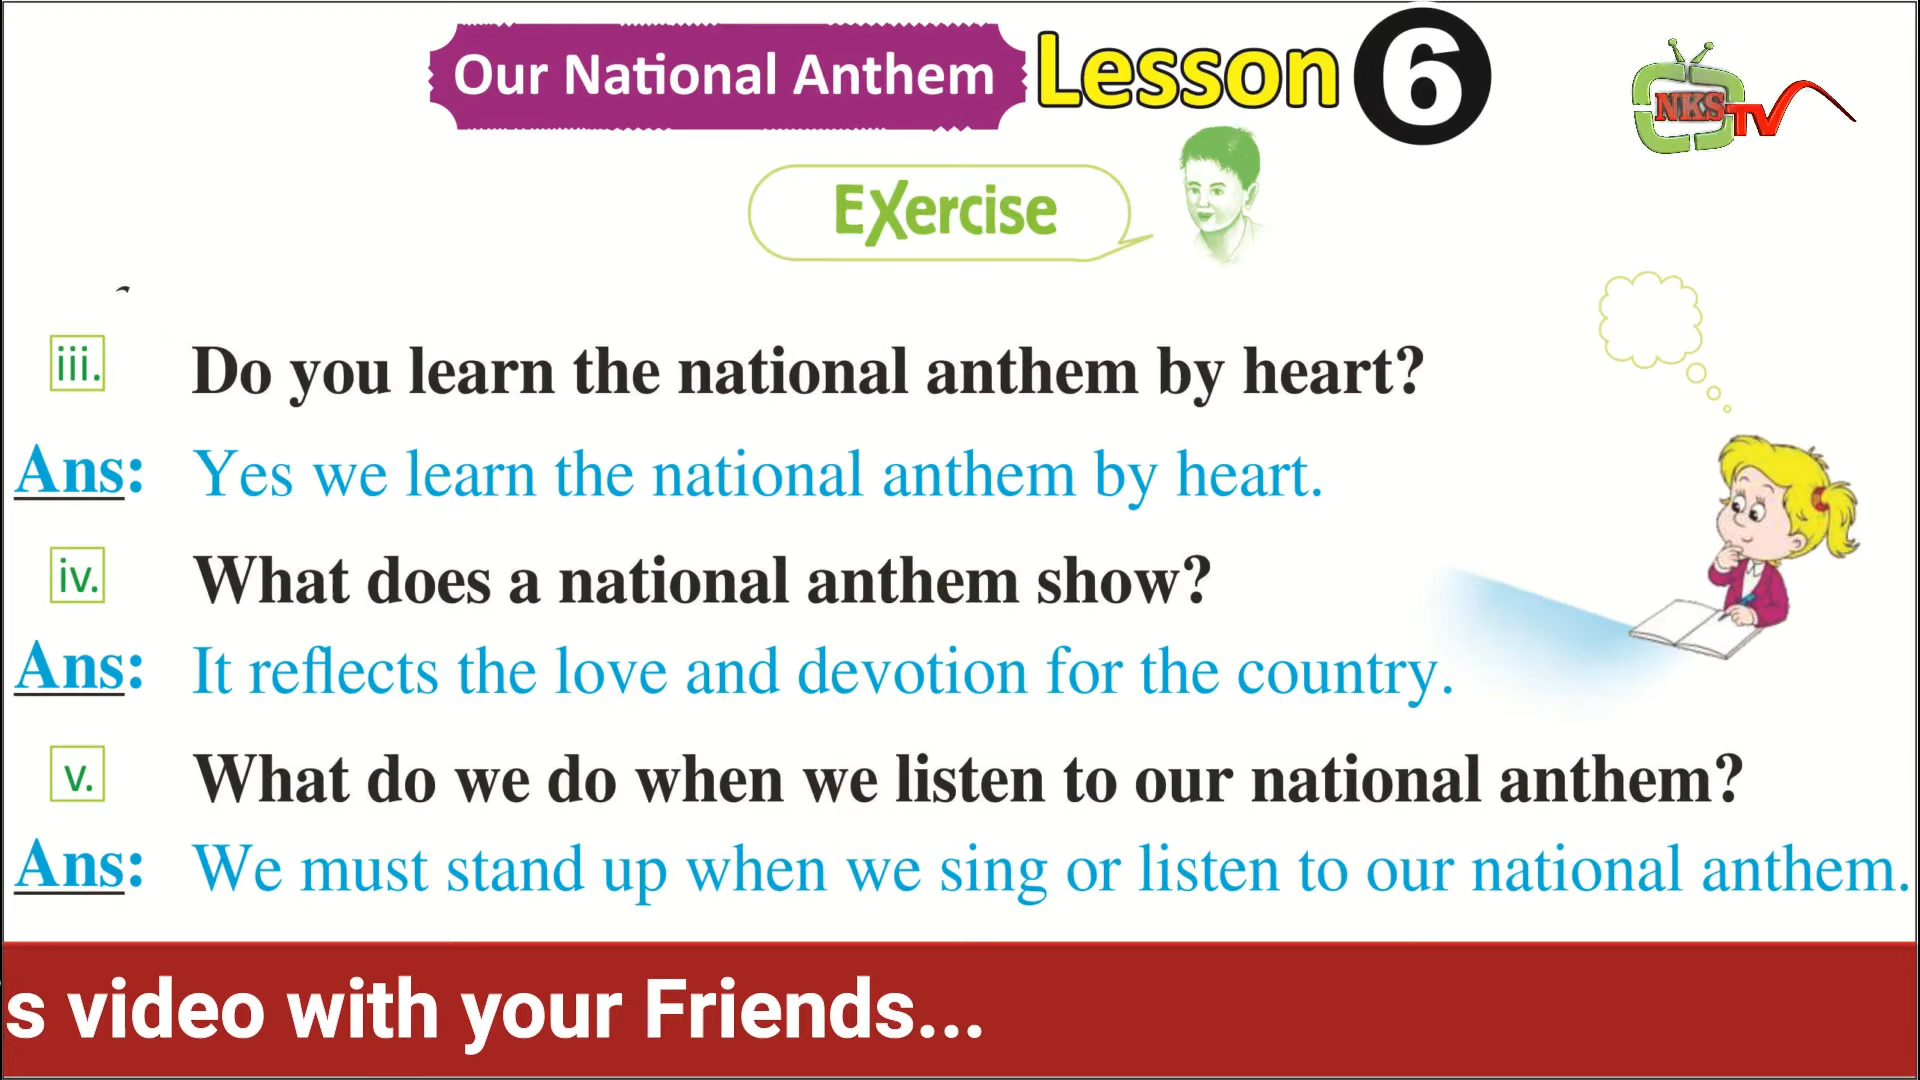 Our National Anthem Lesson 6
NKS TV
Exercise
iii. Do you learn the national anthem by heart?
Ans: Yes we learn the national anthem by heart.
iv. What does a national anthem show?
Ans: It reflects the love and devotion for the country.
v. What do we do when we listen to our national anthem?
Ans: We must stand up when we sing or listen to our national anthem.
s video with your Friends...